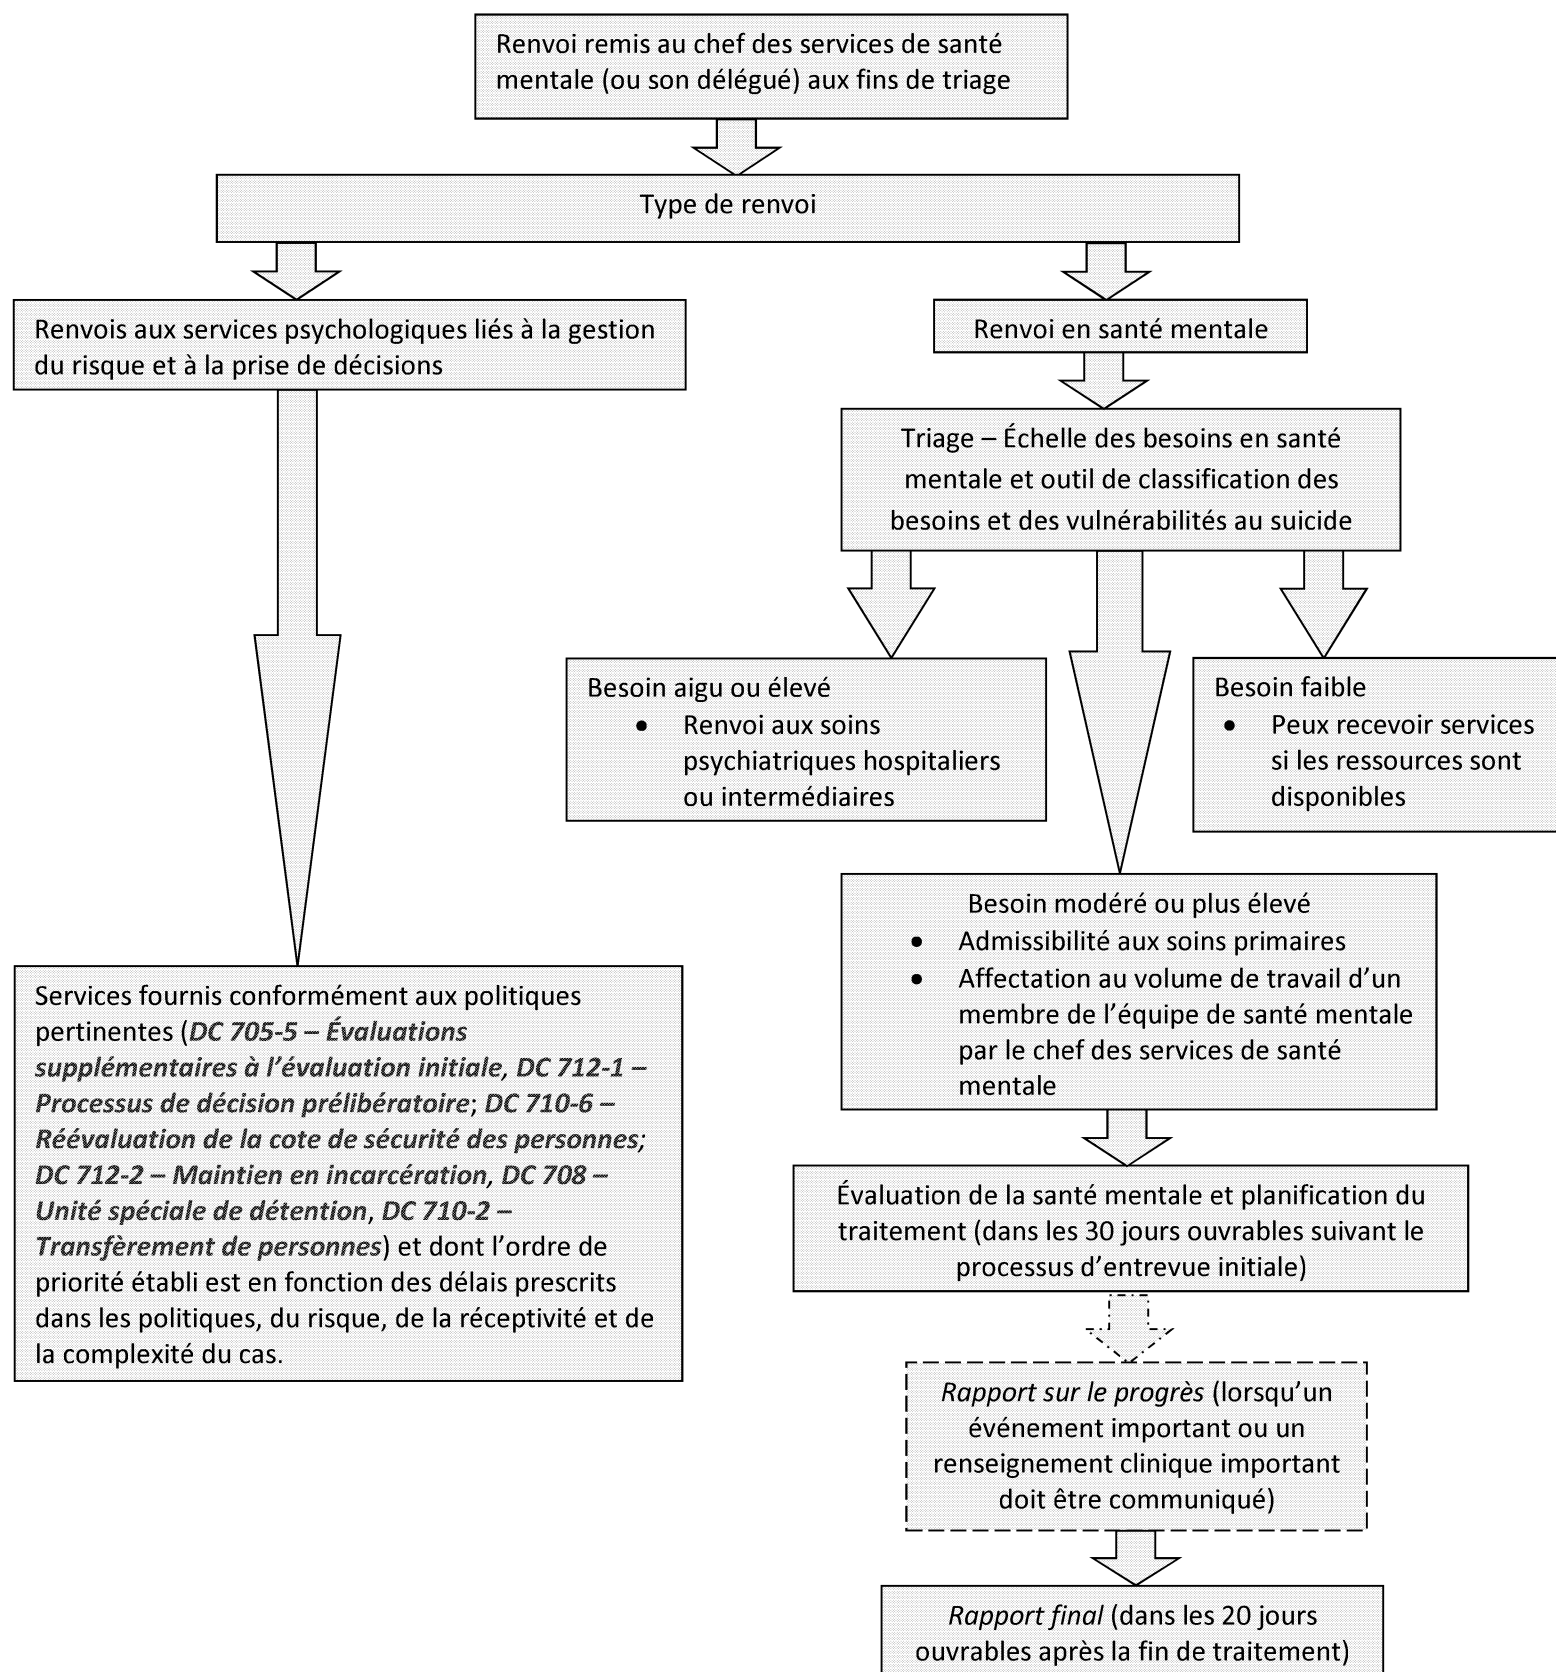 Renvoi remis au chef des services de santé
mentale (ou son délégué) aux fins de triage
Type de renvoi
Renvois aux services psychologiques liés à la gestion
du risque et à la prise de décisions
Renvoi en santé mentale
Triage – Échelle des besoins en santé
mentale et outil de classification des
besoins et des vulnérabilités au suicide
Besoin aigu ou élevé
• Renvoi aux soins
psychiatriques hospitaliers
ou intermédiaires
Besoin faible
• Peux recevoir services
si les ressources sont
disponibles
Besoin modéré ou plus élevé
• Admissibilité aux soins primaires
• Affectation au volume de travail d’un
membre de l’équipe de santé mentale
par le chef des services de santé
mentale
Services fournis conformément aux politiques
pertinentes (DC 705-5 – Évaluations
supplémentaires à l’évaluation initiale, DC 712-1 –
Processus de décision prélibératoire; DC 710-6 –
Réévaluation de la cote de sécurité des personnes;
DC 712-2 – Maintien en incarcération, DC 708 –
Unité spéciale de détention, DC 710-2 –
Transfèrement de personnes) et dont l’ordre de
priorité établi est en fonction des délais prescrits
dans les politiques, du risque, de la réceptivité et de
la complexité du cas.
Évaluation de la santé mentale et planification du
traitement (dans les 30 jours ouvrables suivant le
processus d’entrevue initiale)
Rapport sur le progrès (lorsqu’un
événement important ou un
renseignement clinique important
doit être communiqué)
Rapport final (dans les 20 jours
ouvrables après la fin de traitement)